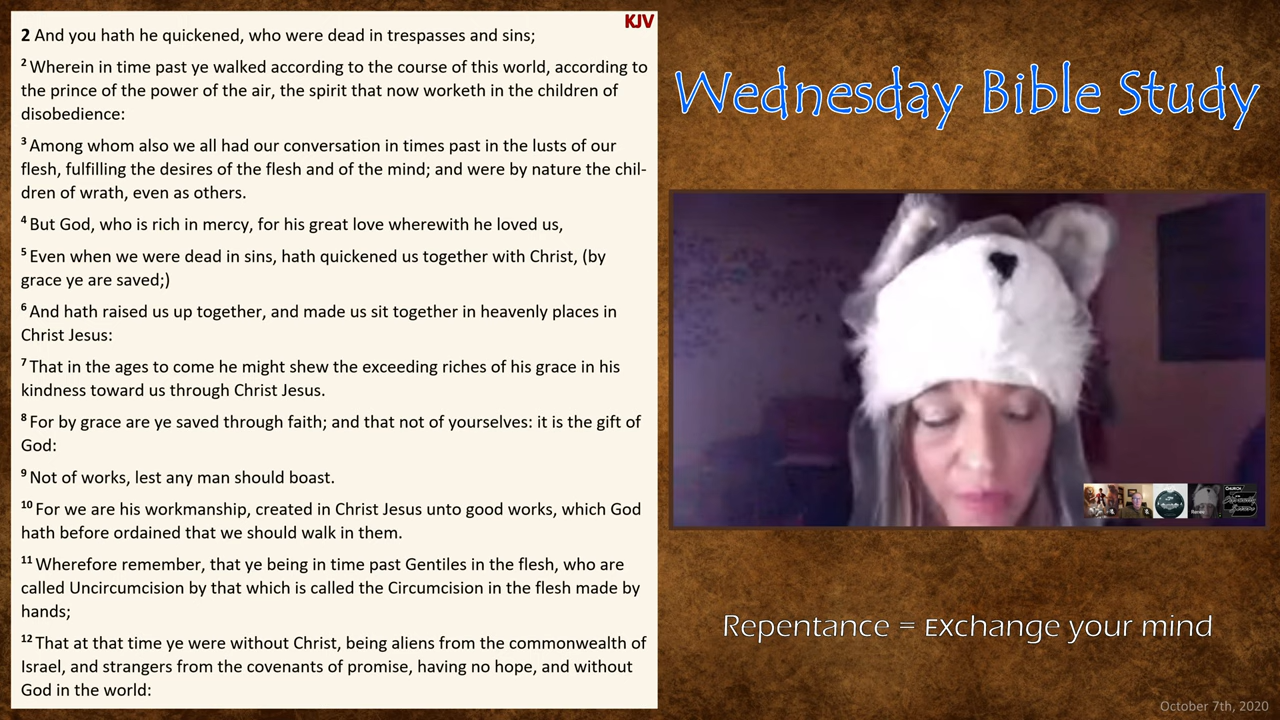 KJV
2 And you hath he quickened, who were dead in trespasses and sins;
2 Wherein in time past ye walked according to the course of this world, according to
the prince of the power of the air, the spirit that now worketh in the children of
disobedience:
3 Among whom also we all had our conversation in times past in the lusts of our
flesh, fulfilling the desires of the flesh and of the mind; and were by nature the chil-
dren of wrath, even as others.
4 But God, who is rich in mercy, for his great love wherewith he loved us,
5 Even when we were dead in sins, hath quickened us together with Christ, (by
grace ye are saved;)
6 And hath raised us up together, and made us sit together in heavenly places in
Christ Jesus:
7 That in the ages to come he might shew the exceeding riches of his grace in his
kindness toward us through Christ Jesus.
8 For by grace are ye saved through faith; and that not of yourselves: it is the gift of
God:
9 Not of works, lest any man should boast.
10 For we are his workmanship, created in Christ Jesus unto good works, which God
hath before ordained that we should walk in them.
11 Wherefore remember, that ye being in time past Gentiles in the flesh, who are
called Uncircumcision by that which is called the Circumcision in the flesh made by
hands;
12 That at that time ye were without Christ, being aliens from the commonwealth of
Israel, and strangers from the covenants of promise, having no hope, and without
God in the world:
Wednesday Bible Study
CHURCH
Repentance = Exchange your mind
October 7th, 2020